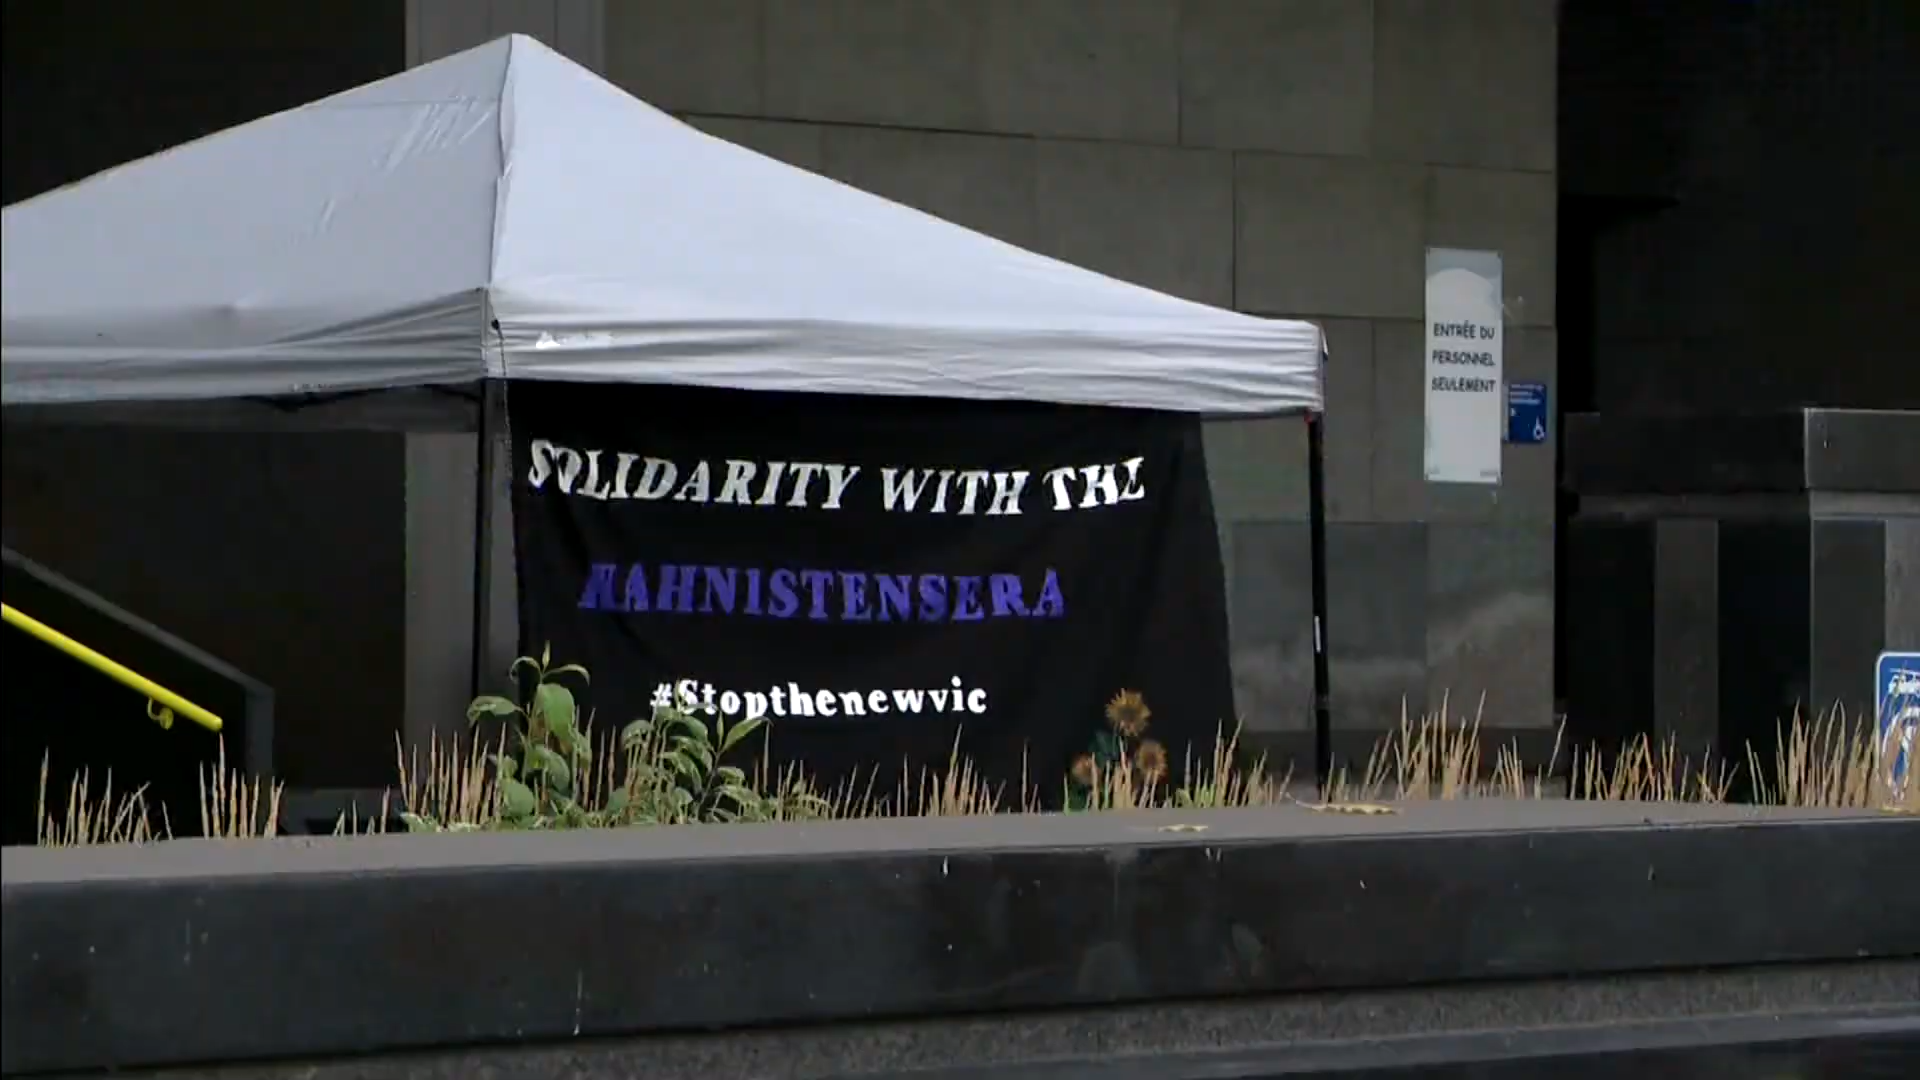 SOLIDARITY WITH THE
KAHNISTENSERA
#Stopthenewvic
ENTRÉE DU
PERSONNEL
SEULEMENT